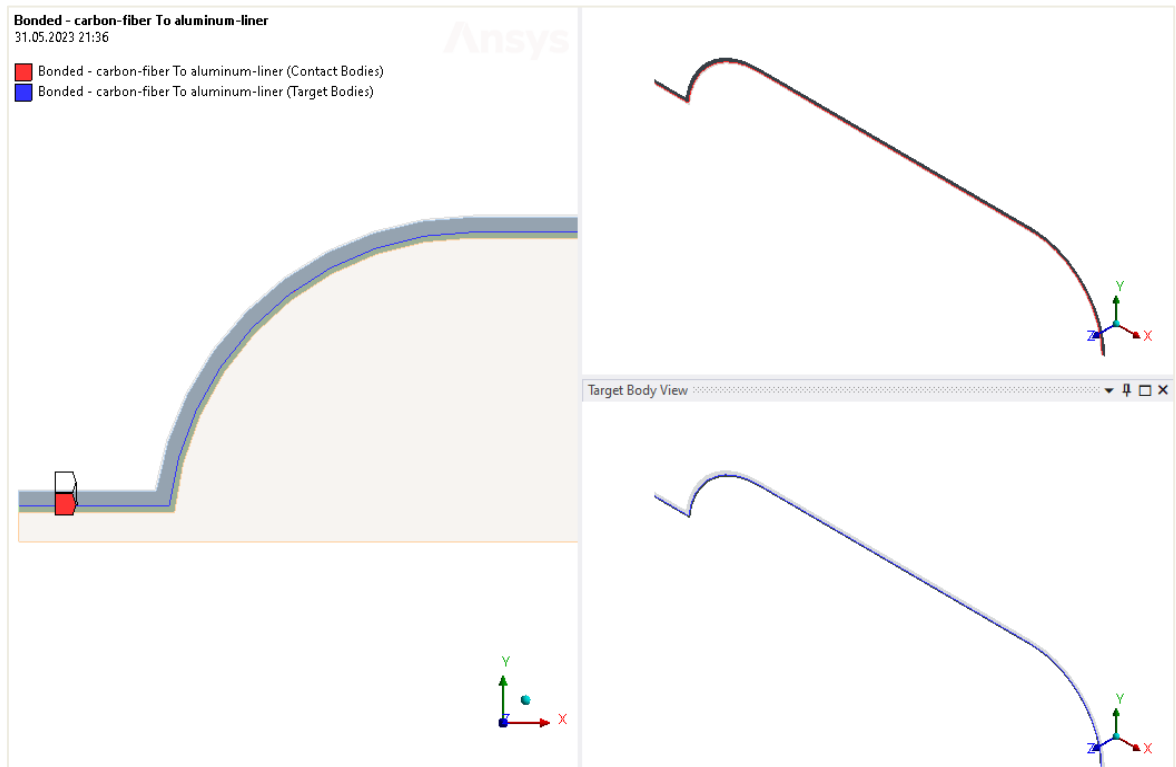 Bonded - carbon-fiber To aluminum-liner
31.05.2023 21:36
Ansys
Bonded - carbon-fiber To aluminum-liner (Contact Bodies)
Bonded - carbon-fiber To aluminum-liner (Target Bodies)
Y
Z
X
Y
Z
X
Target Body View
Y
Z
X